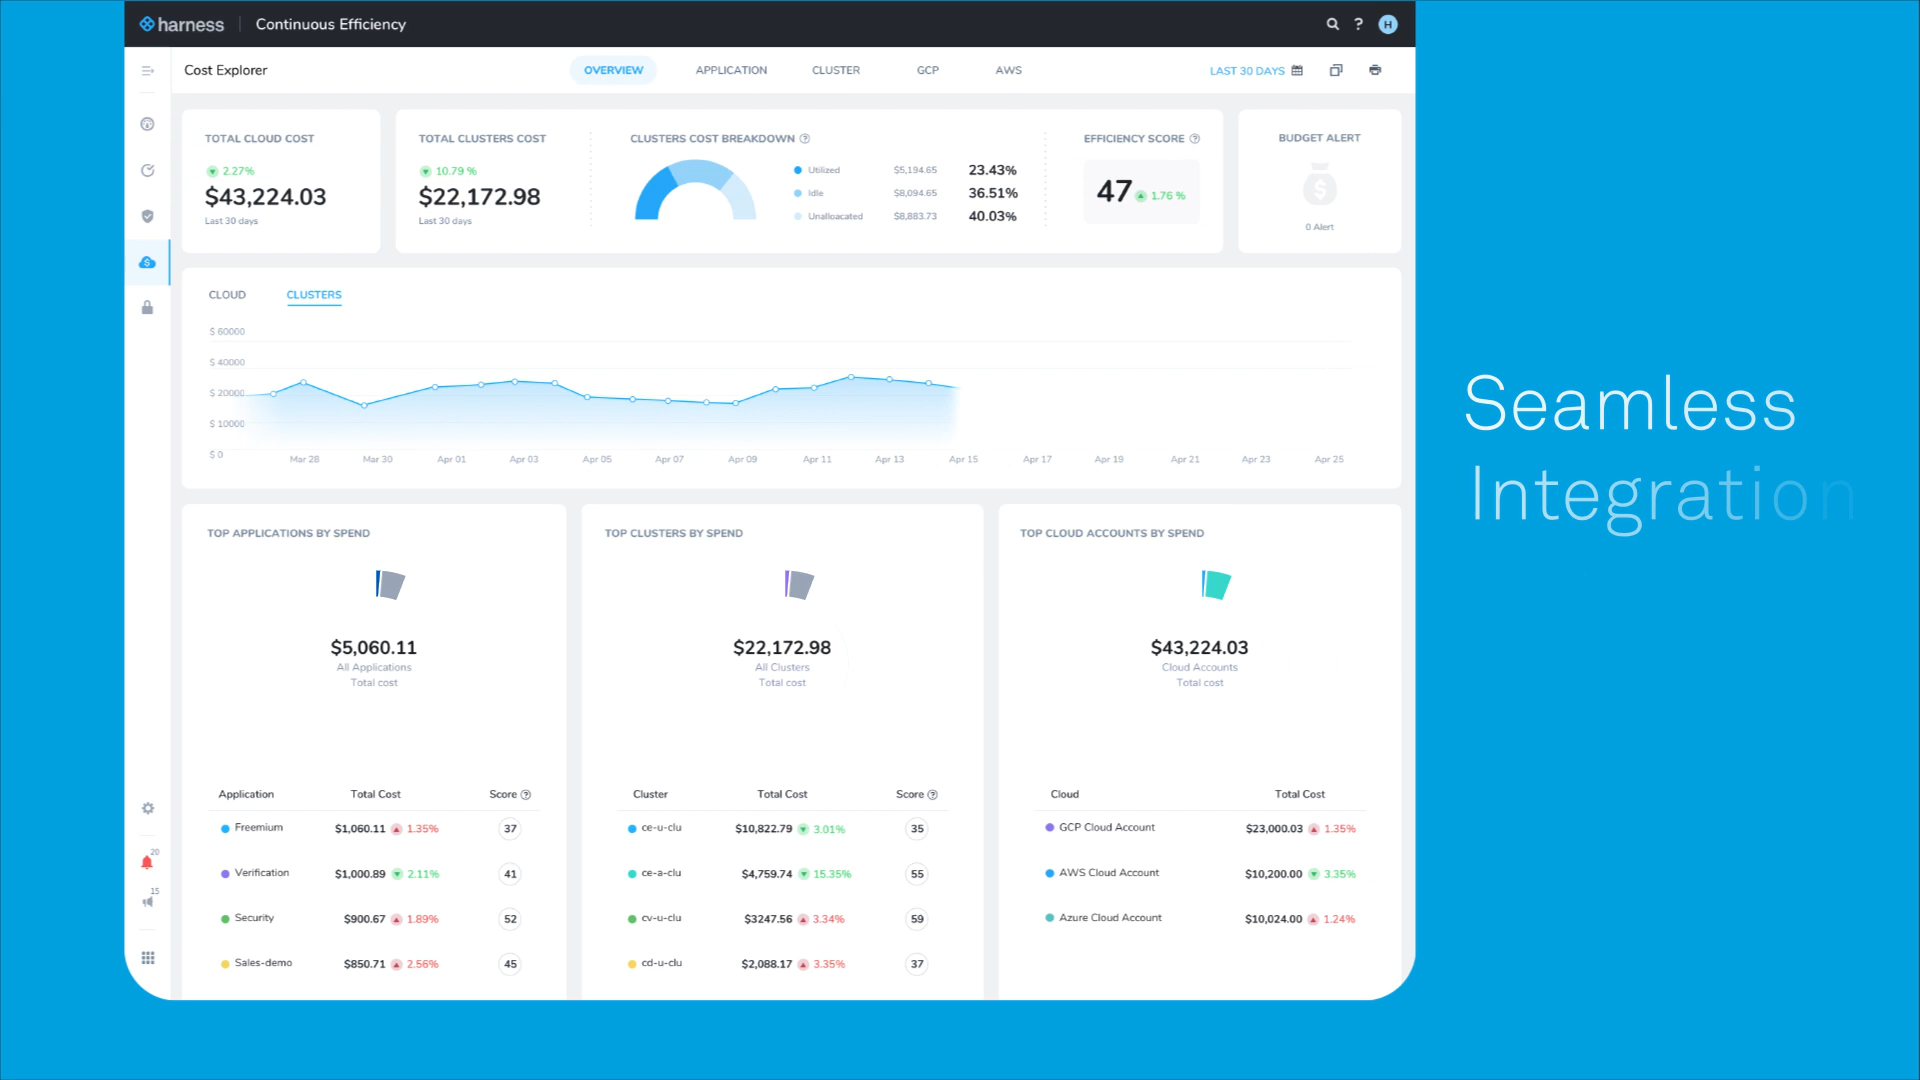 harness Continuous Efficiency ? H
Cost Explorer OVERVIEW APPLICATION CLUSTER GCP AWS LAST 30 DAYS
TOTAL CLOUD COST
2.27%
$43,224.03
Last 30 days
TOTAL CLUSTERS COST
10.79 %
$22,172.98
Last 30 days
CLUSTERS COST BREAKDOWN ?
Utilized $5,194.65 23.43%
Idle $8,094.65 36.51%
Unalloacated $8,883.73 40.03%
EFFICIENCY SCORE ?
47 1.76 %
BUDGET ALERT
$
0 Alert
$
CLOUD CLUSTERS
$ 60000
$ 40000
$ 20000
$ 10000
$ 0
Mar 28 Mar 30 Apr 01 Apr 03 Apr 05 Apr 07 Apr 09 Apr 11 Apr 13 Apr 15 Apr 17 Apr 19 Apr 21 Apr 23 Apr 25
Seamless
Integration
TOP APPLICATIONS BY SPEND
$5,060.11
All Applications
Total cost
Application Total Cost Score ?
Freemium $1,060.11 1.35% 37
Verification $1,000.89 2.11% 41
Security $900.67 1.89% 52
Sales-demo $850.71 2.56% 45
TOP CLUSTERS BY SPEND
$22,172.98
All Clusters
Total cost
Cluster Total Cost Score ?
ce-u-clu $10,822.79 3.01% 35
ce-a-clu $4,759.74 15.35% 55
cv-u-clu $3247.56 3.34% 59
cd-u-clu $2,088.17 3.35% 37
TOP CLOUD ACCOUNTS BY SPEND
$43,224.03
Cloud Accounts
Total cost
Cloud Total Cost
GCP Cloud Account $23,000.03 1.35%
AWS Cloud Account $10,200.00 3.35%
Azure Cloud Account $10,024.00 1.24%
20
15